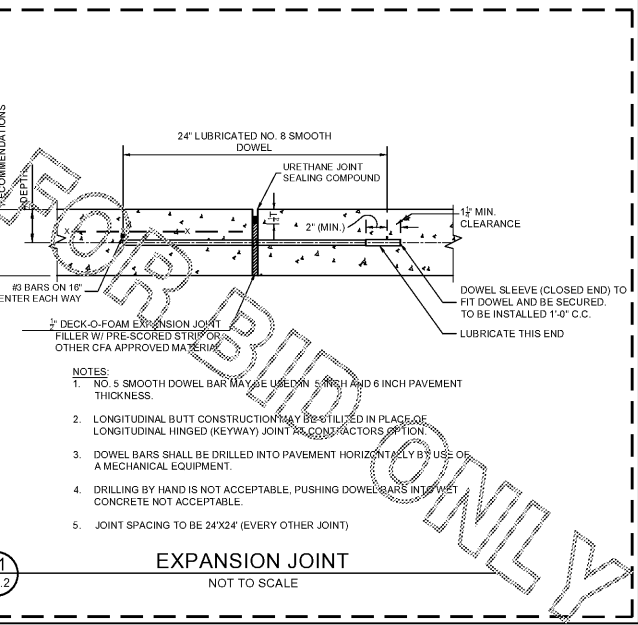 RECOMMENDATIONS
DEPTH
24" LUBRICATED NO. 8 SMOOTH
DOWEL
URETHANE JOINT
SEALING COMPOUND
2" (MIN.)
1½" MIN.
CLEARANCE
X X
#3 BARS ON 16"
ENTER EACH WAY
DOWEL SLEEVE (CLOSED END) TO
FIT DOWEL AND BE SECURED.
TO BE INSTALLED 1'-0" C.C.
LUBRICATE THIS END
½" DECK-O-FOAM EXPANSION JOINT
FILLER W/ PRE-SCORED STRIP OR
OTHER CFA APPROVED MATERIAL
NOTES:
1. NO. 5 SMOOTH DOWEL BAR MAY BE USED IN 5 INCH AND 6 INCH PAVEMENT
THICKNESS.
2. LONGITUDINAL BUTT CONSTRUCTION MAY BE UTILITED IN PLACE OF
LONGITUDINAL HINGED (KEYWAY) JOINT AT CONTRACTORS OPTION.
3. DOWEL BARS SHALL BE DRILLED INTO PAVEMENT HORIZONTALLY BY USE OF
A MECHANICAL EQUIPMENT.
4. DRILLING BY HAND IS NOT ACCEPTABLE, PUSHING DOWEL BARS INTO WET
CONCRETE NOT ACCEPTABLE.
5. JOINT SPACING TO BE 24'X24' (EVERY OTHER JOINT)
1
.2
EXPANSION JOINT
NOT TO SCALE
FOR BID ONLY